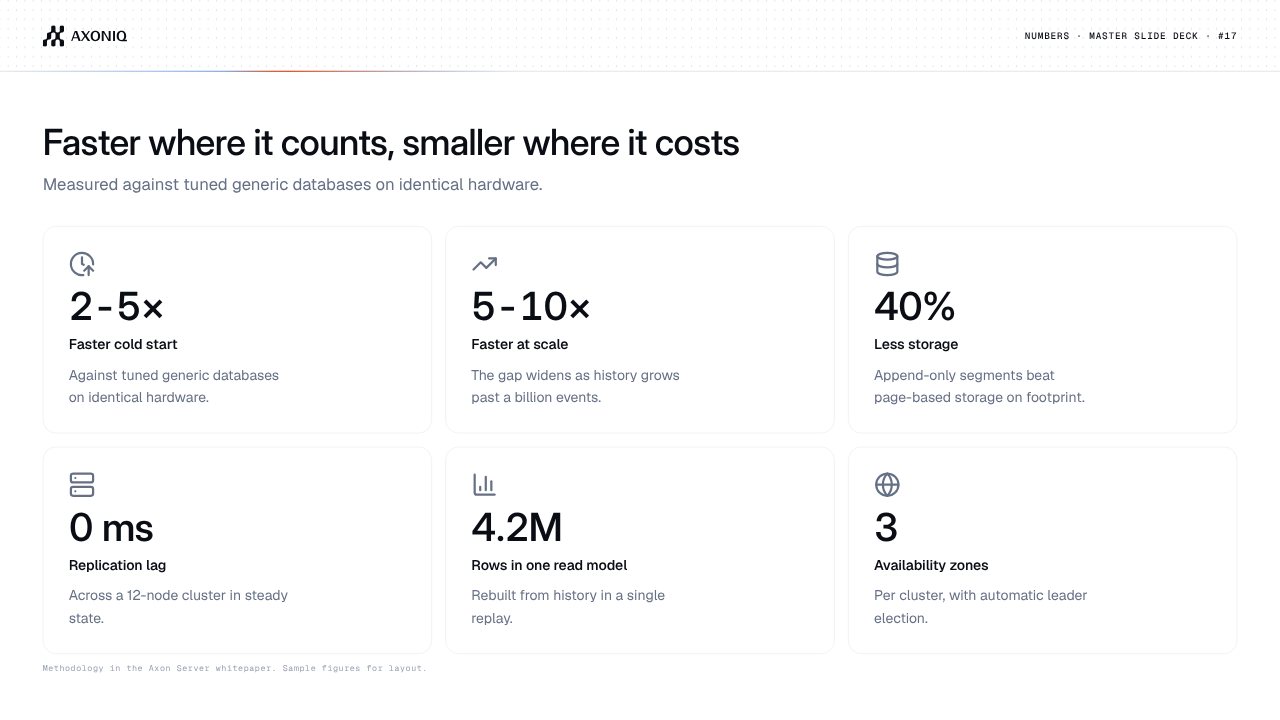 AXONIQ
NUMBERS · MASTER SLIDE DECK · #17
Faster where it counts, smaller where it costs
Measured against tuned generic databases on identical hardware.
2-5×
Faster cold start
Against tuned generic databases
on identical hardware.
5-10×
Faster at scale
The gap widens as history grows
past a billion events.
40%
Less storage
Append-only segments beat
page-based storage on footprint.
0 ms
Replication lag
Across a 12-node cluster in steady
state.
4.2M
Rows in one read model
Rebuilt from history in a single
replay.
3
Availability zones
Per cluster, with automatic leader
election.
Methodology in the Axon Server whitepaper. Sample figures for layout.